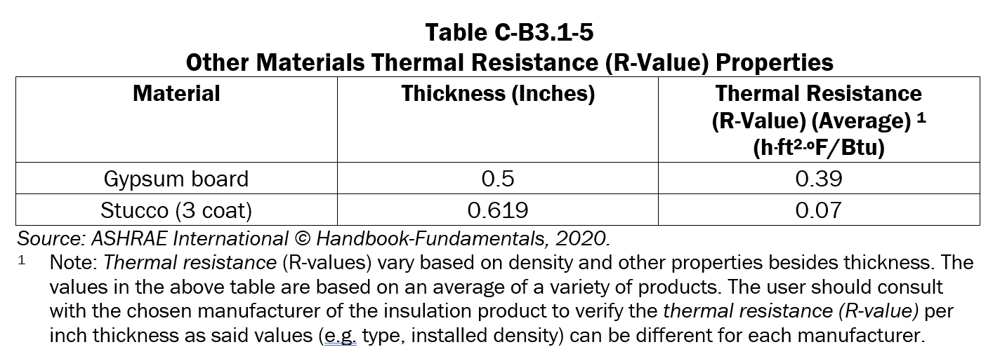 Table C-B3.1-5
Other Materials Thermal Resistance (R-Value) Properties
Material Thickness (Inches) Thermal Resistance
(R-Value) (Average) ¹
(h·ft²·ºF/Btu)
Gypsum board 0.5 0.39
Stucco (3 coat) 0.619 0.07
Source: ASHRAE International © Handbook-Fundamentals, 2020.
¹ Note: Thermal resistance (R-values) vary based on density and other properties besides thickness. The
values in the above table are based on an average of a variety of products. The user should consult
with the chosen manufacturer of the insulation product to verify the thermal resistance (R-value) per
inch thickness as said values (e.g. type, installed density) can be different for each manufacturer.